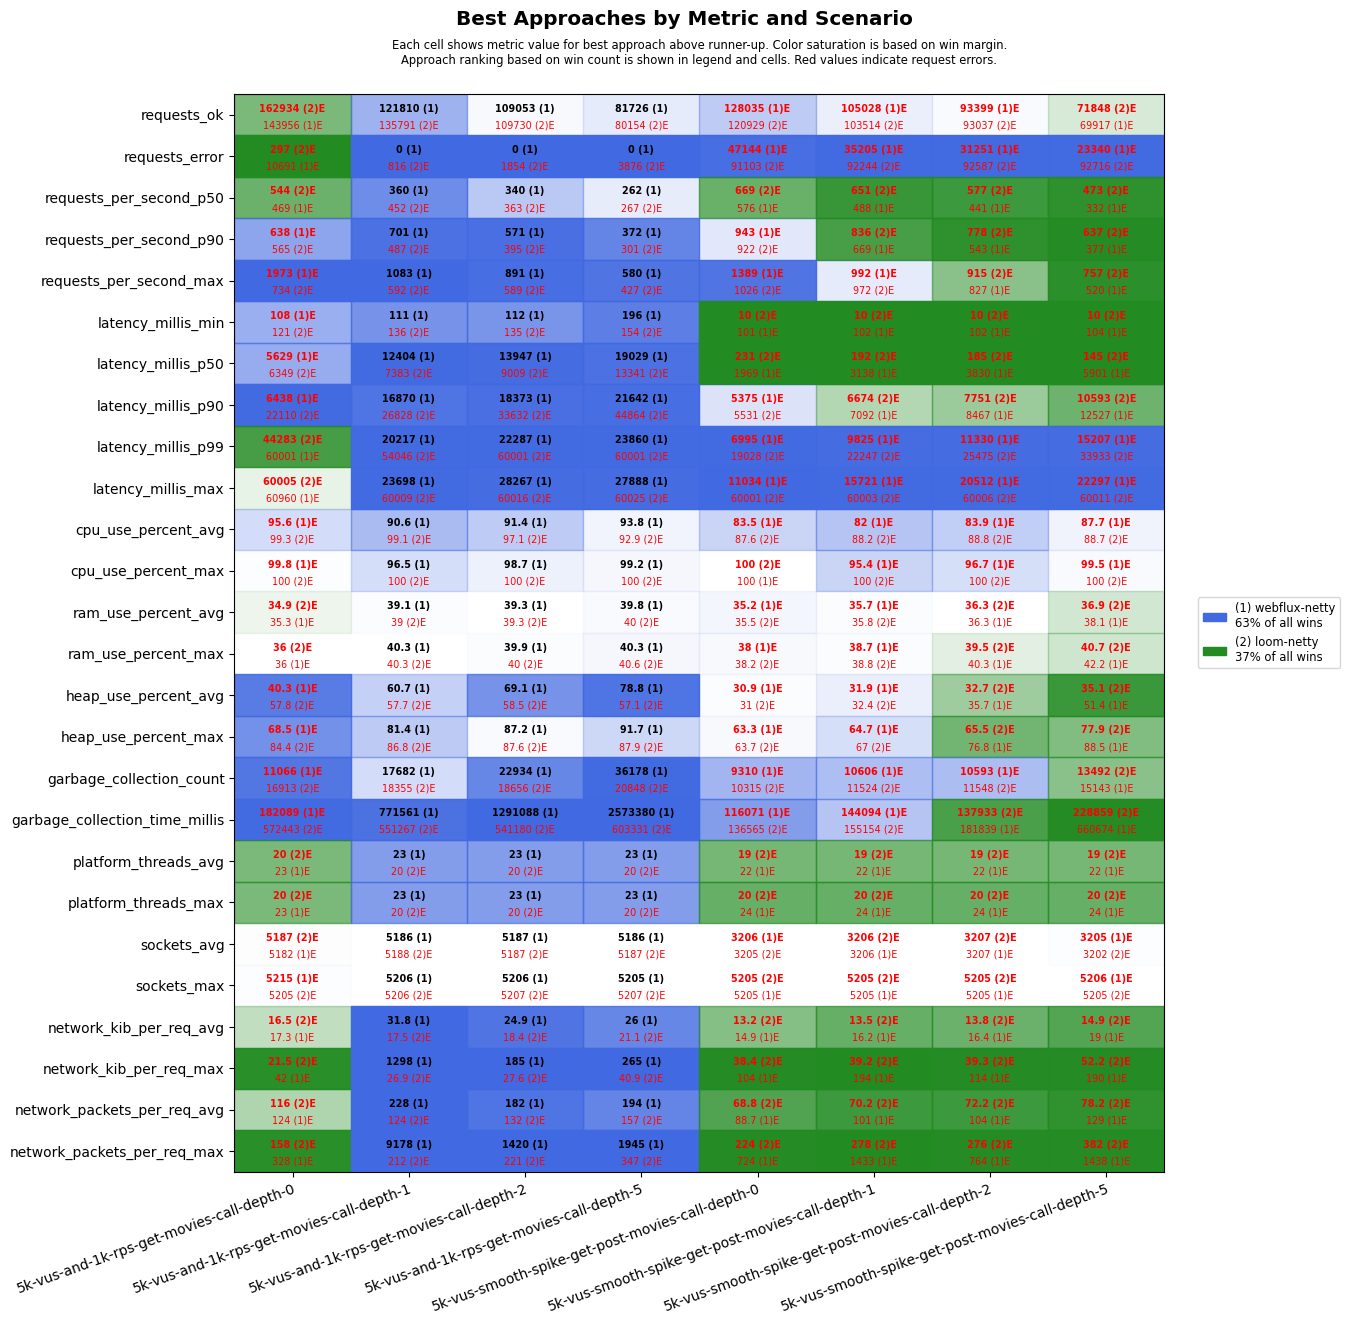 Best Approaches by Metric and Scenario
Each cell shows metric value for best approach above runner-up. Color saturation is based on win margin.
Approach ranking based on win count is shown in legend and cells. Red values indicate request errors.
requests_ok
162934 (2)E 121810 (1) 109053 (1) 81726 (1) 128035 (1)E 105028 (1)E 93399 (1)E 71848 (2)E
143956 (1)E 135791 (2)E 109730 (2)E 80154 (2)E 120929 (2)E 103514 (2)E 93037 (2)E 69917 (1)E
requests_error
297 (2)E 0 (1) 0 (1) 0 (1) 47144 (1)E 35205 (1)E 31251 (1)E 23340 (1)E
10691 (1)E 816 (2)E 1854 (2)E 3876 (2)E 91103 (2)E 92244 (2)E 92587 (2)E 92716 (2)E
requests_per_second_p50
544 (2)E 360 (1) 340 (1) 262 (1) 669 (2)E 651 (2)E 577 (2)E 473 (2)E
469 (1)E 452 (2)E 363 (2)E 267 (2)E 576 (1)E 488 (1)E 441 (1)E 332 (1)E
requests_per_second_p90
638 (1)E 701 (1) 571 (1) 372 (1) 943 (1)E 836 (2)E 778 (2)E 637 (2)E
565 (2)E 487 (2)E 395 (2)E 301 (2)E 922 (2)E 669 (1)E 543 (1)E 377 (1)E
requests_per_second_max
1973 (1)E 1083 (1) 891 (1) 580 (1) 1389 (1)E 992 (1)E 915 (2)E 757 (2)E
734 (2)E 592 (2)E 589 (2)E 427 (2)E 1026 (2)E 972 (2)E 827 (1)E 520 (1)E
latency_millis_min
108 (1)E 111 (1) 112 (1) 196 (1) 10 (2)E 10 (2)E 10 (2)E 10 (2)E
121 (2)E 136 (2)E 135 (2)E 154 (2)E 101 (1)E 102 (1)E 102 (1)E 104 (1)E
latency_millis_p50
5629 (1)E 12404 (1) 13947 (1) 19029 (1) 231 (2)E 192 (2)E 185 (2)E 145 (2)E
6349 (2)E 7383 (2)E 9009 (2)E 13341 (2)E 1969 (1)E 3138 (1)E 3830 (1)E 5901 (1)E
latency_millis_p90
6438 (1)E 16870 (1) 18373 (1) 21642 (1) 5375 (1)E 6674 (2)E 7751 (2)E 10593 (2)E
22110 (2)E 26828 (2)E 33632 (2)E 44864 (2)E 5531 (2)E 7092 (1)E 8467 (1)E 12527 (1)E
latency_millis_p99
44283 (2)E 20217 (1) 22287 (1) 23860 (1) 6995 (1)E 9825 (1)E 11330 (1)E 15207 (1)E
60001 (1)E 54046 (2)E 60001 (2)E 60001 (2)E 19028 (2)E 22247 (2)E 25475 (2)E 33933 (2)E
latency_millis_max
60005 (2)E 23698 (1) 28267 (1) 27888 (1) 11034 (1)E 15721 (1)E 20512 (1)E 22297 (1)E
60960 (1)E 60009 (2)E 60016 (2)E 60025 (2)E 60001 (2)E 60003 (2)E 60006 (2)E 60011 (2)E
cpu_use_percent_avg
95.6 (1)E 90.6 (1) 91.4 (1) 93.8 (1) 83.5 (1)E 82 (1)E 83.9 (1)E 87.7 (1)E
99.3 (2)E 99.1 (2)E 97.1 (2)E 92.9 (2)E 87.6 (2)E 88.2 (2)E 88.8 (2)E 88.7 (2)E
cpu_use_percent_max
99.8 (1)E 96.5 (1) 98.7 (1) 99.2 (1) 100 (2)E 95.4 (1)E 96.7 (1)E 99.5 (1)E
100 (2)E 100 (2)E 100 (2)E 100 (2)E 100 (1)E 100 (2)E 100 (2)E 100 (2)E
ram_use_percent_avg
34.9 (2)E 39.1 (1) 39.3 (1) 39.8 (1) 35.2 (1)E 35.7 (1)E 36.3 (2)E 36.9 (2)E
35.3 (1)E 39 (2)E 39.3 (2)E 40 (2)E 35.5 (2)E 35.8 (2)E 36.3 (1)E 38.1 (1)E
ram_use_percent_max
36 (2)E 40.3 (1) 39.9 (1) 40.3 (1) 38 (1)E 38.7 (1)E 39.5 (2)E 40.7 (2)E
36 (1)E 40.3 (2)E 40 (2)E 40.6 (2)E 38.2 (2)E 38.8 (2)E 40.3 (1)E 42.2 (1)E
heap_use_percent_avg
40.3 (1)E 60.7 (1) 69.1 (1) 78.8 (1) 30.9 (1)E 31.9 (1)E 32.7 (2)E 35.1 (2)E
57.8 (2)E 57.7 (2)E 58.5 (2)E 57.1 (2)E 31 (2)E 32.4 (2)E 35.7 (1)E 51.4 (1)E
heap_use_percent_max
68.5 (1)E 81.4 (1) 87.2 (1) 91.7 (1) 63.3 (1)E 64.7 (1)E 65.5 (2)E 77.9 (2)E
84.4 (2)E 86.8 (2)E 87.6 (2)E 87.9 (2)E 63.7 (2)E 67 (2)E 76.8 (1)E 88.5 (1)E
garbage_collection_count
11066 (1)E 17682 (1) 22934 (1) 36178 (1) 9310 (1)E 10606 (1)E 10593 (1)E 13492 (2)E
16913 (2)E 18355 (2)E 18656 (2)E 20848 (2)E 10315 (2)E 11524 (2)E 11548 (2)E 15143 (1)E
garbage_collection_time_millis
182089 (1)E 771561 (1) 1291088 (1) 2573380 (1) 116071 (1)E 144094 (1)E 137933 (2)E 228859 (2)E
572443 (2)E 551267 (2)E 541180 (2)E 603331 (2)E 136565 (2)E 155154 (2)E 181839 (1)E 660674 (1)E
platform_threads_avg
20 (2)E 23 (1) 23 (1) 23 (1) 19 (2)E 19 (2)E 19 (2)E 19 (2)E
23 (1)E 20 (2)E 20 (2)E 20 (2)E 22 (1)E 22 (1)E 22 (1)E 22 (1)E
platform_threads_max
20 (2)E 23 (1) 23 (1) 23 (1) 20 (2)E 20 (2)E 20 (2)E 20 (2)E
23 (1)E 20 (2)E 20 (2)E 20 (2)E 24 (1)E 24 (1)E 24 (1)E 24 (1)E
sockets_avg
5187 (2)E 5186 (1) 5187 (1) 5186 (1) 3206 (1)E 3206 (2)E 3207 (2)E 3205 (1)E
5182 (1)E 5188 (2)E 5187 (2)E 5187 (2)E 3205 (2)E 3206 (1)E 3207 (1)E 3202 (2)E
sockets_max
5215 (1)E 5206 (1) 5206 (1) 5205 (1) 5205 (2)E 5205 (2)E 5205 (2)E 5206 (1)E
5205 (2)E 5206 (2)E 5207 (2)E 5207 (2)E 5205 (1)E 5205 (1)E 5205 (1)E 5205 (2)E
network_kib_per_req_avg
16.5 (2)E 31.8 (1) 24.9 (1) 26 (1) 13.2 (2)E 13.5 (2)E 13.8 (2)E 14.9 (2)E
17.3 (1)E 17.5 (2)E 18.4 (2)E 21.1 (2)E 14.9 (1)E 16.2 (1)E 16.4 (1)E 19 (1)E
network_kib_per_req_max
21.5 (2)E 1298 (1) 185 (1) 265 (1) 38.4 (2)E 39.2 (2)E 39.3 (2)E 52.2 (2)E
42 (1)E 26.9 (2)E 27.6 (2)E 40.9 (2)E 104 (1)E 194 (1)E 114 (1)E 190 (1)E
network_packets_per_req_avg
116 (2)E 228 (1) 182 (1) 194 (1) 68.8 (2)E 70.2 (2)E 72.2 (2)E 78.2 (2)E
124 (1)E 124 (2)E 132 (2)E 157 (2)E 88.7 (1)E 101 (1)E 104 (1)E 129 (1)E
network_packets_per_req_max
158 (2)E 9178 (1) 1420 (1) 1945 (1) 224 (2)E 278 (2)E 276 (2)E 382 (2)E
328 (1)E 212 (2)E 221 (2)E 347 (2)E 724 (1)E 1433 (1)E 764 (1)E 1438 (1)E
(1) webflux-netty
63% of all wins
(2) loom-netty
37% of all wins
5k-vus-and-1k-rps-get-movies-call-depth-0
5k-vus-and-1k-rps-get-movies-call-depth-1
5k-vus-and-1k-rps-get-movies-call-depth-2
5k-vus-and-1k-rps-get-movies-call-depth-5
5k-vus-smooth-spike-get-post-movies-call-depth-0
5k-vus-smooth-spike-get-post-movies-call-depth-1
5k-vus-smooth-spike-get-post-movies-call-depth-2
5k-vus-smooth-spike-get-post-movies-call-depth-5